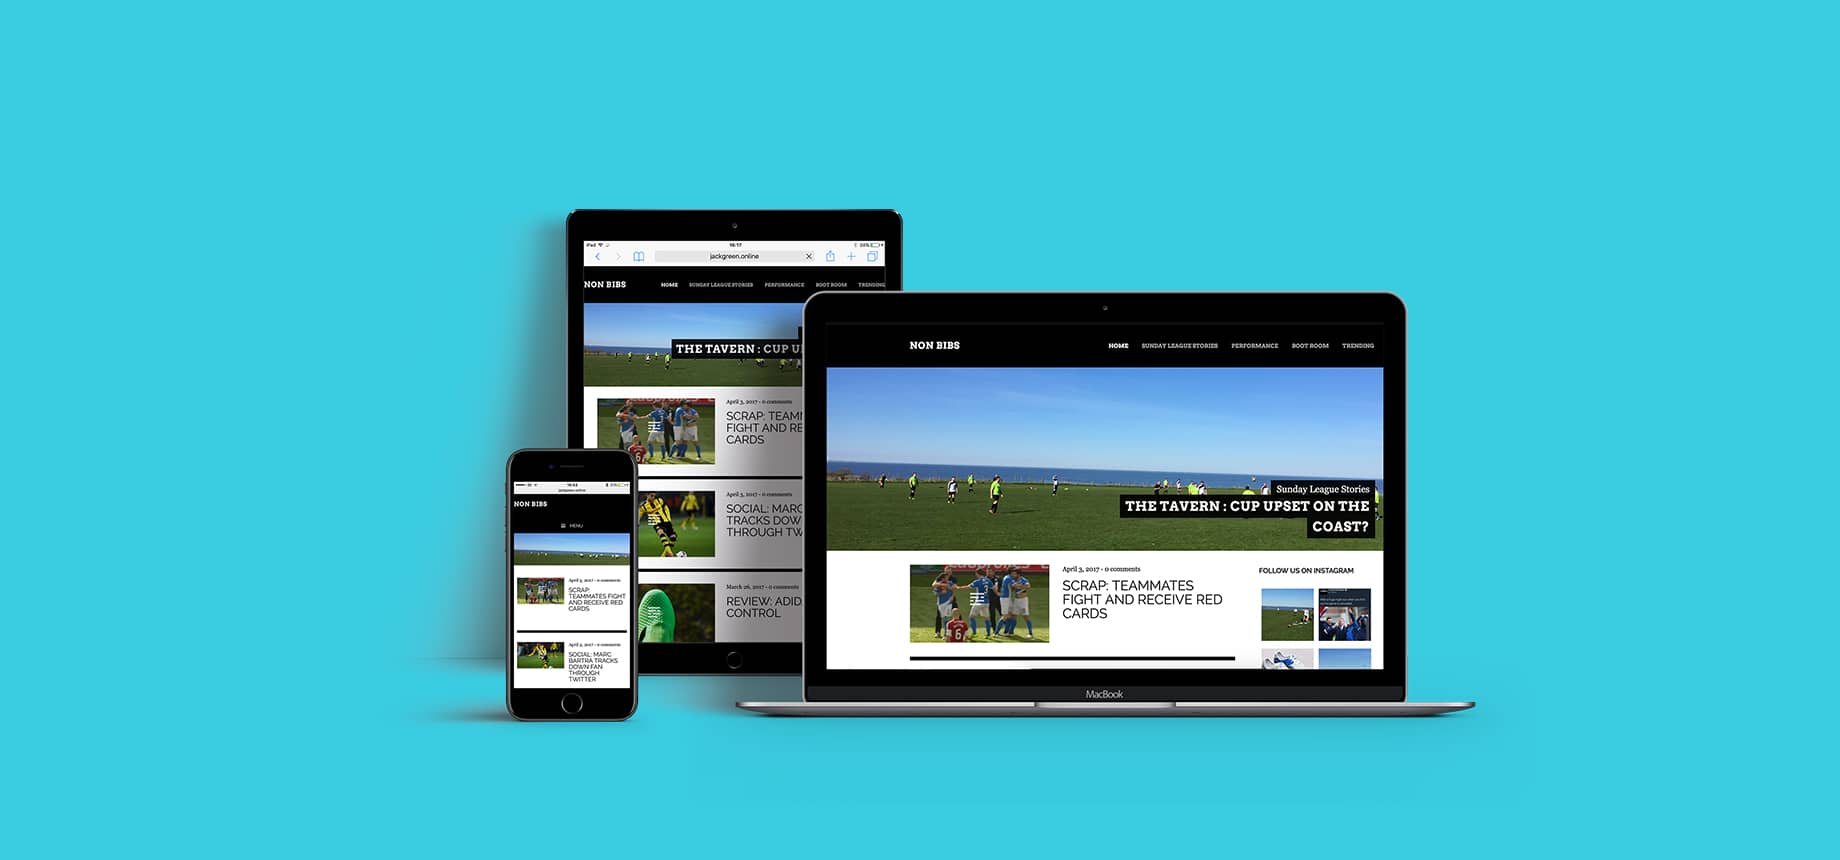 iPad
16:17
jackgreen.online
NON BIBS
HOME
SUNDAY LEAGUE STORIES
PERFORMANCE
BOOT ROOM
TRENDING
THE TAVERN : CUP U
April 3, 2017 - 0 comments
SCRAP: TEAMM
FIGHT AND RE
CARDS
April 3, 2017 - 0 comments
SOCIAL: MARC
TRACKS DOW
THROUGH TW
March 26, 2017 - 0 comments
REVIEW: ADID
CONTROL
jackgreen.online
NON BIBS
MENU
April 3, 2017 - 0 comments
SCRAP:
TEAMMATES FIGHT
AND RECEIVE RED
CARDS
April 3, 2017 - 0 comments
SOCIAL: MARC
BARTRA TRACKS
DOWN FAN
THROUGH
TWITTER
NON BIBS
HOME
SUNDAY LEAGUE STORIES
PERFORMANCE
BOOT ROOM
TRENDING
Sunday League Stories
THE TAVERN : CUP UPSET ON THE
COAST?
April 3, 2017 - 0 comments
SCRAP: TEAMMATES
FIGHT AND RECEIVE RED
CARDS
6
FOLLOW US ON INSTAGRAM
MacBook